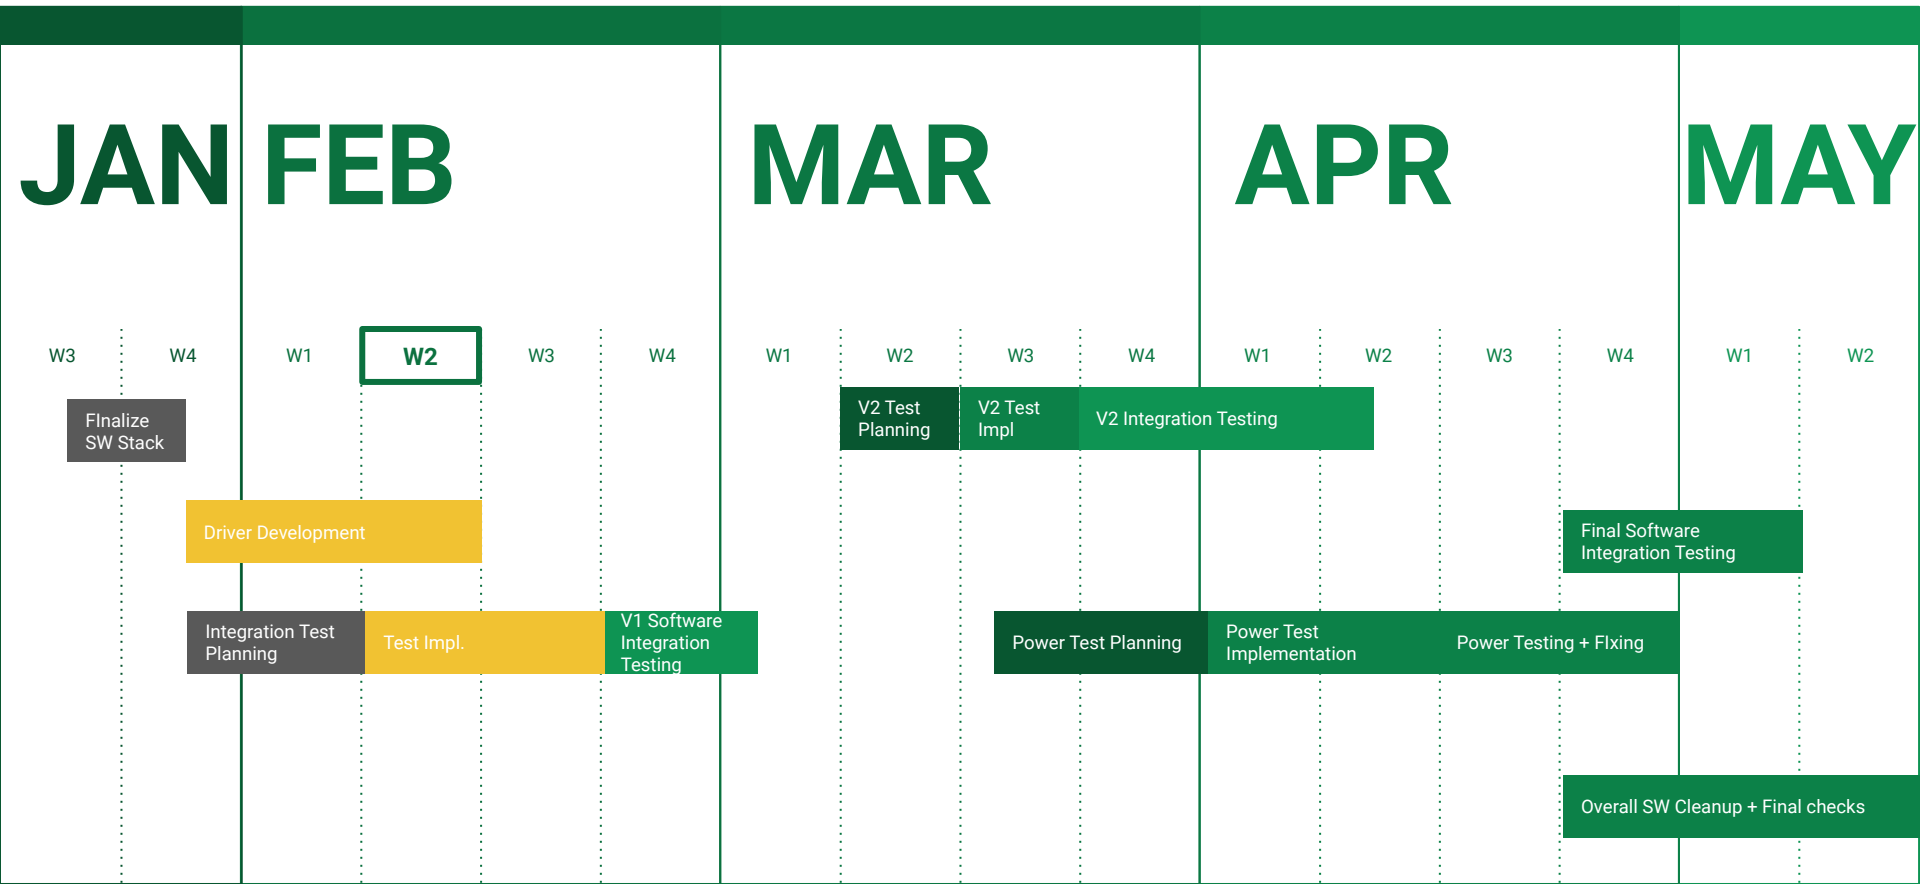 JAN FEB MAR APR MAY
W3 W4 W1 W2 W3 W4 W1 W2 W3 W4 W1 W2 W3 W4 W1 W2
FInalize
SW Stack
V2 Test
Planning
V2 Test
Impl
V2 Integration Testing
Driver Development
Final Software
Integration Testing
Integration Test
Planning
Test Impl.
V1 Software
Integration
Testing
Power Test Planning
Power Test
Implementation
Power Testing + FIxing
Overall SW Cleanup + Final checks